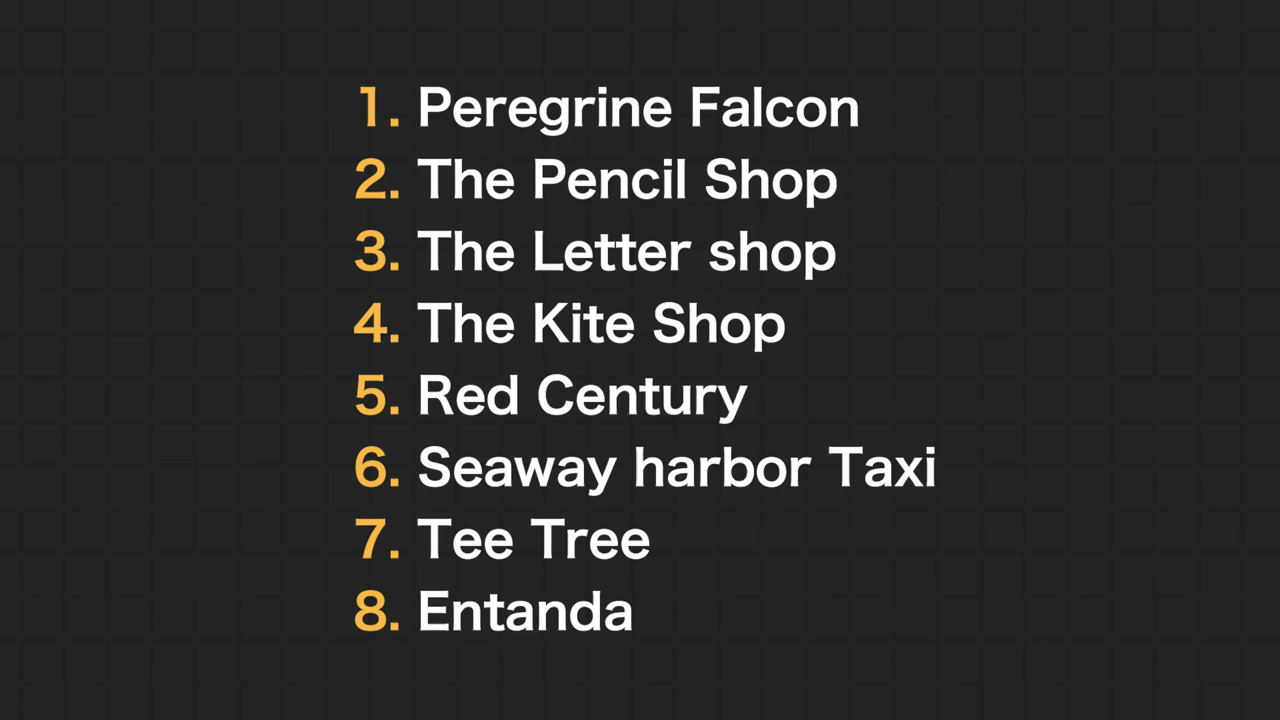 1. Peregrine Falcon
2. The Pencil Shop
3. The Letter shop
4. The Kite Shop
5. Red Century
6. Seaway harbor Taxi
7. Tee Tree
8. Entanda